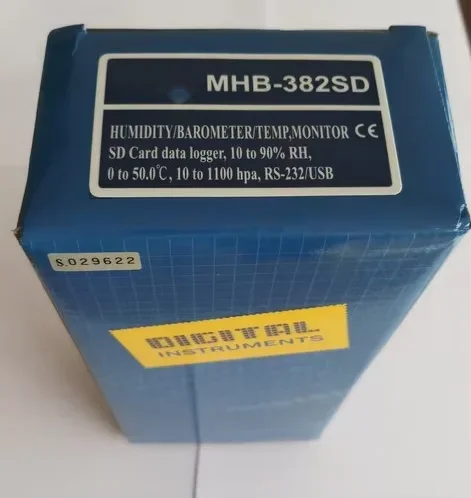 MHB-382SD
HUMIDITY/BAROMETER/TEMP,MONITOR CE
SD Card data logger, 10 to 90% RH,
0 to 50.0℃, 10 to 1100 hpa, RS-232/USB
S.029622
DIGITAL
INSTRUMENTS